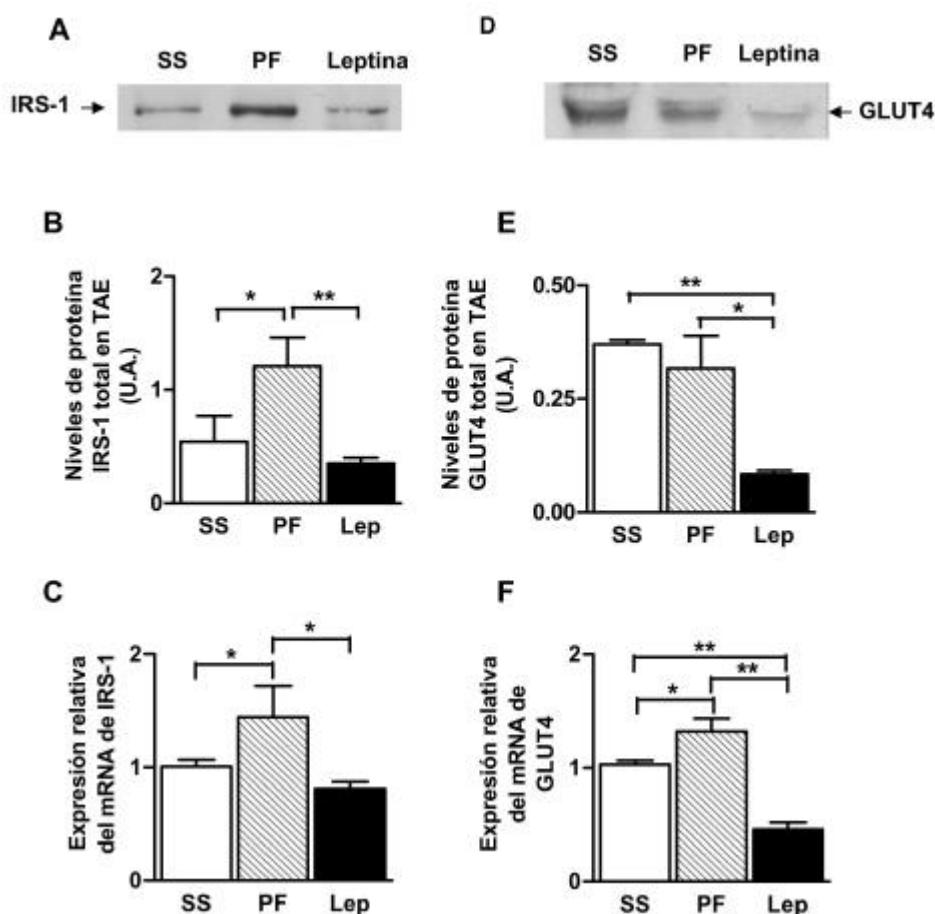 A
SS PF Leptina
IRS-1
D
SS PF Leptina
GLUT4
B
Niveles de proteína
IRS-1 total en TAE
(U.A.)
2
1
0
* **
SS PF Lep
E
Niveles de proteína
GLUT4 total en TAE
(U.A.)
0.50
0.25
0.00
**
*
SS PF Lep
C
Expresión relativa
del mRNA de IRS-1
2
1
0
*
*
SS PF Lep
F
Expresión relativa
del mRNA de
GLUT4
2
1
0
**
**
*
SS PF Lep